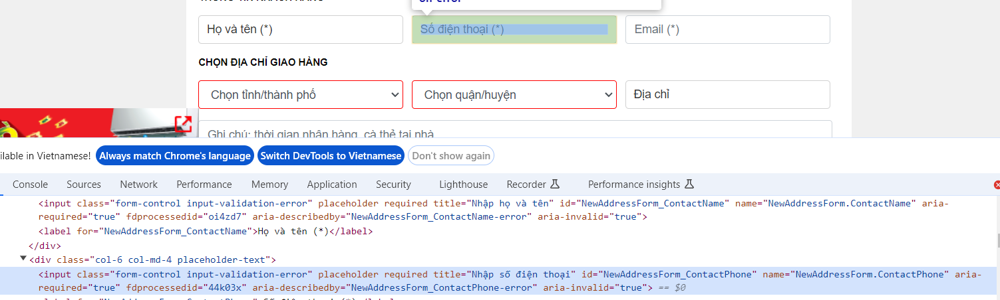 Họ và tên (*)
Số điện thoại (*)
Email (*)
CHỌN ĐỊA CHỈ GIAO HÀNG
Chọn tỉnh/thành phố
Chọn quận/huyện
Địa chỉ
Ghi chú: thời gian nhận hàng, cà thẻ tại nhà
ilable in Vietnamese!
Always match Chrome's language
Switch DevTools to Vietnamese
Don't show again
Console
Sources
Network
Performance
Memory
Application
Security
Lighthouse
Recorder
Performance insights
<input class="form-control input-validation-error" placeholder required title="Nhập họ và tên" id="NewAddressForm_ContactName" name="NewAddressForm.ContactName" aria-
required="true" fdprocessedid="oi4zd7" aria-describedby="NewAddressForm_ContactName-error" aria-invalid="true">
<label for="NewAddressForm_ContactName">Họ và tên (*)</label>
</div>
<div class="col-6 col-md-4 placeholder-text">
<input class="form-control input-validation-error" placeholder required title="Nhập số điện thoại" id="NewAddressForm_ContactPhone" name="NewAddressForm.ContactPhone" aria-
required="true" fdprocessedid="44k03x" aria-describedby="NewAddressForm_ContactPhone-error" aria-invalid="true"> == $0